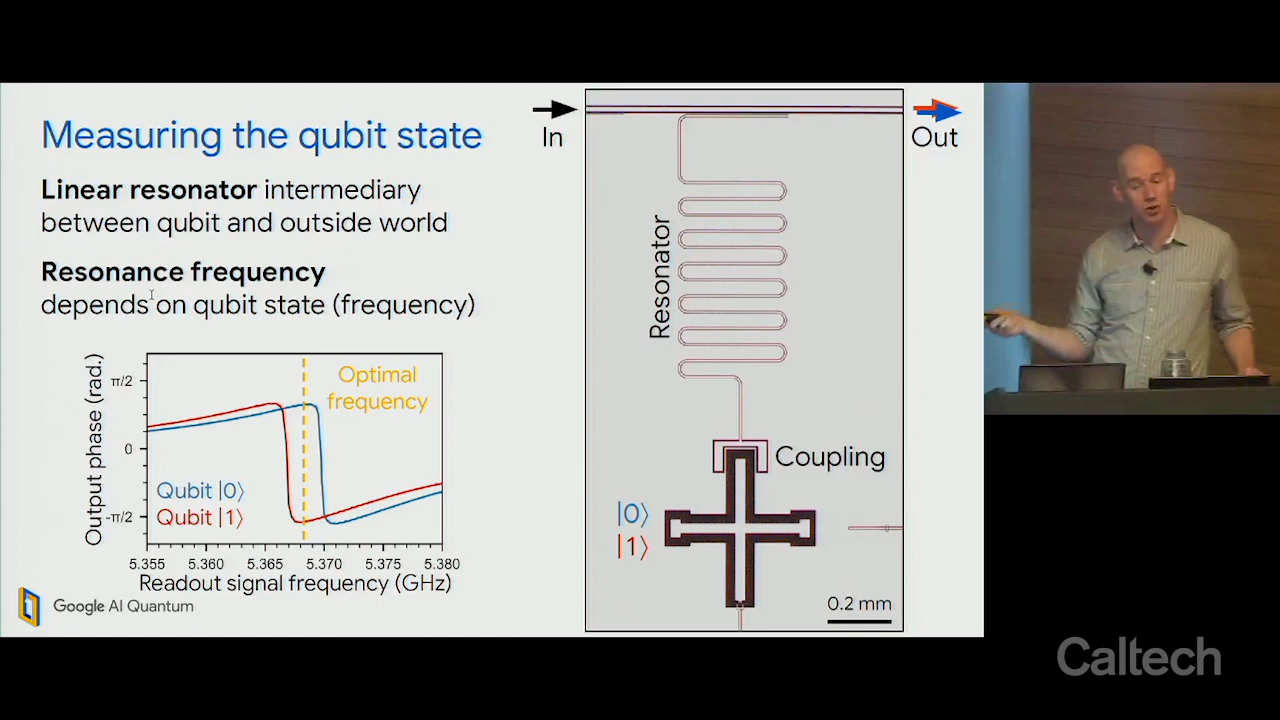 Measuring the qubit state
Linear resonator intermediary
between qubit and outside world
Resonance frequency
depends on qubit state (frequency)
Output phase (rad.)
π/2
0
-π/2
Optimal
frequency
Qubit |0⟩
Qubit |1⟩
5.355 5.360 5.365 5.370 5.375 5.380
Readout signal frequency (GHz)
Google AI Quantum
In
Out
Resonator
Coupling
|0⟩
|1⟩
0.2 mm
Caltech